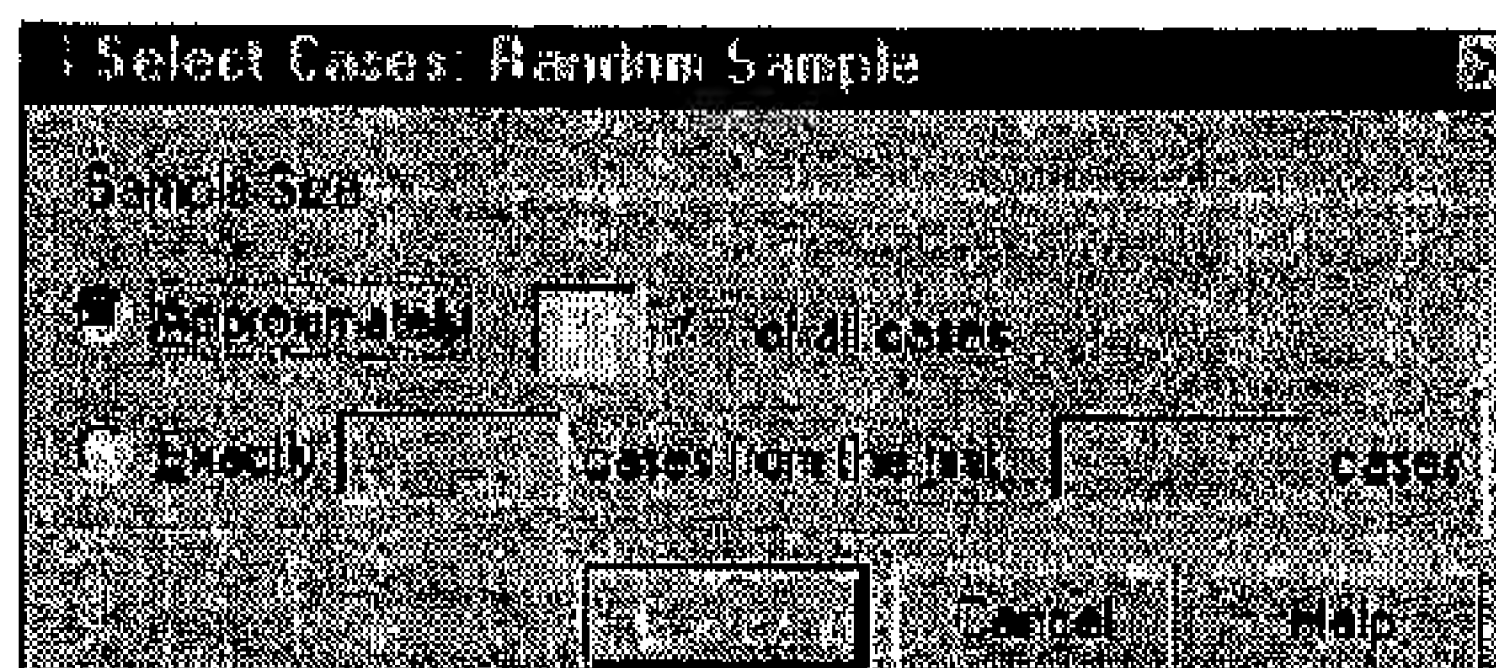 Select Cases: Random Sample
Sample Size
Approximately % of all cases
Exactly cases from the first cases
Cancel Help